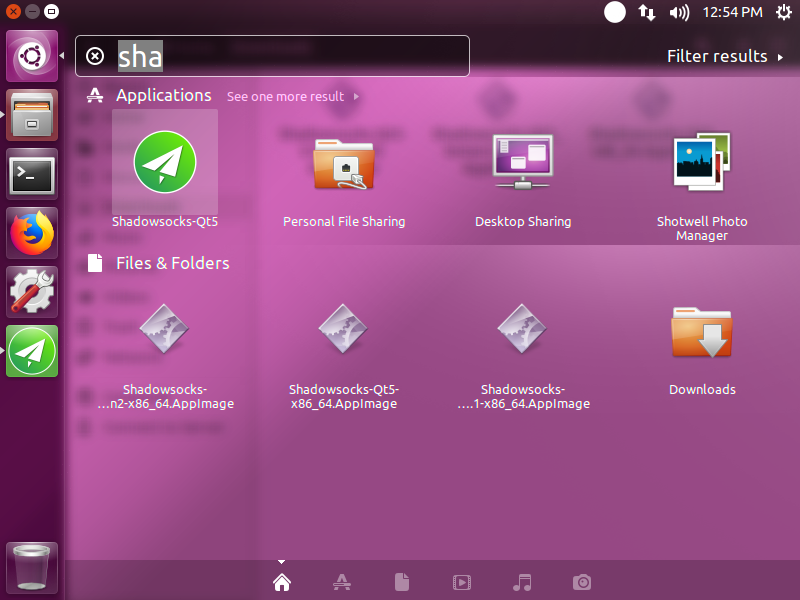 12:54 PM
sha
Filter results
Applications
See one more result
Shadowsocks-Qt5
Personal File Sharing
Desktop Sharing
Shotwell Photo
Manager
Files & Folders
Shadowsocks-
...n2-x86_64.AppImage
Shadowsocks-Qt5-
x86_64.AppImage
Shadowsocks-
....1-x86_64.AppImage
Downloads